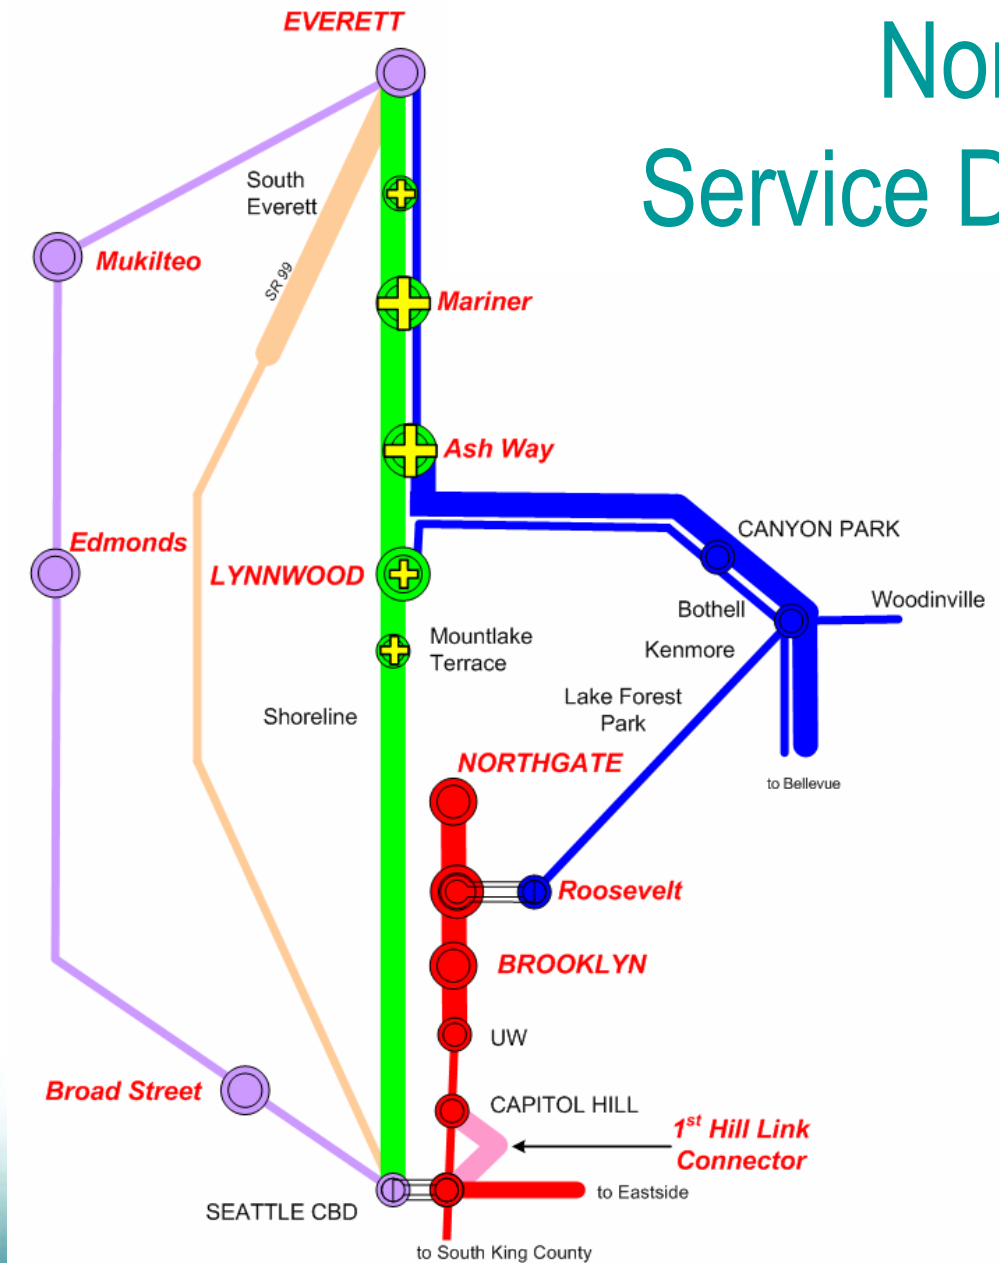 EVERETT
Nor
Service D
South
Everett
Mukilteo
SR 99
Mariner
Ash Way
CANYON PARK
Edmonds
LYNNWOOD
Woodinville
Bothell
Mountlake
Terrace
Kenmore
Lake Forest
Park
Shoreline
NORTHGATE
to Bellevue
Roosevelt
BROOKLYN
UW
Broad Street
CAPITOL HILL
1st Hill Link
Connector
SEATTLE CBD
to Eastside
to South King County